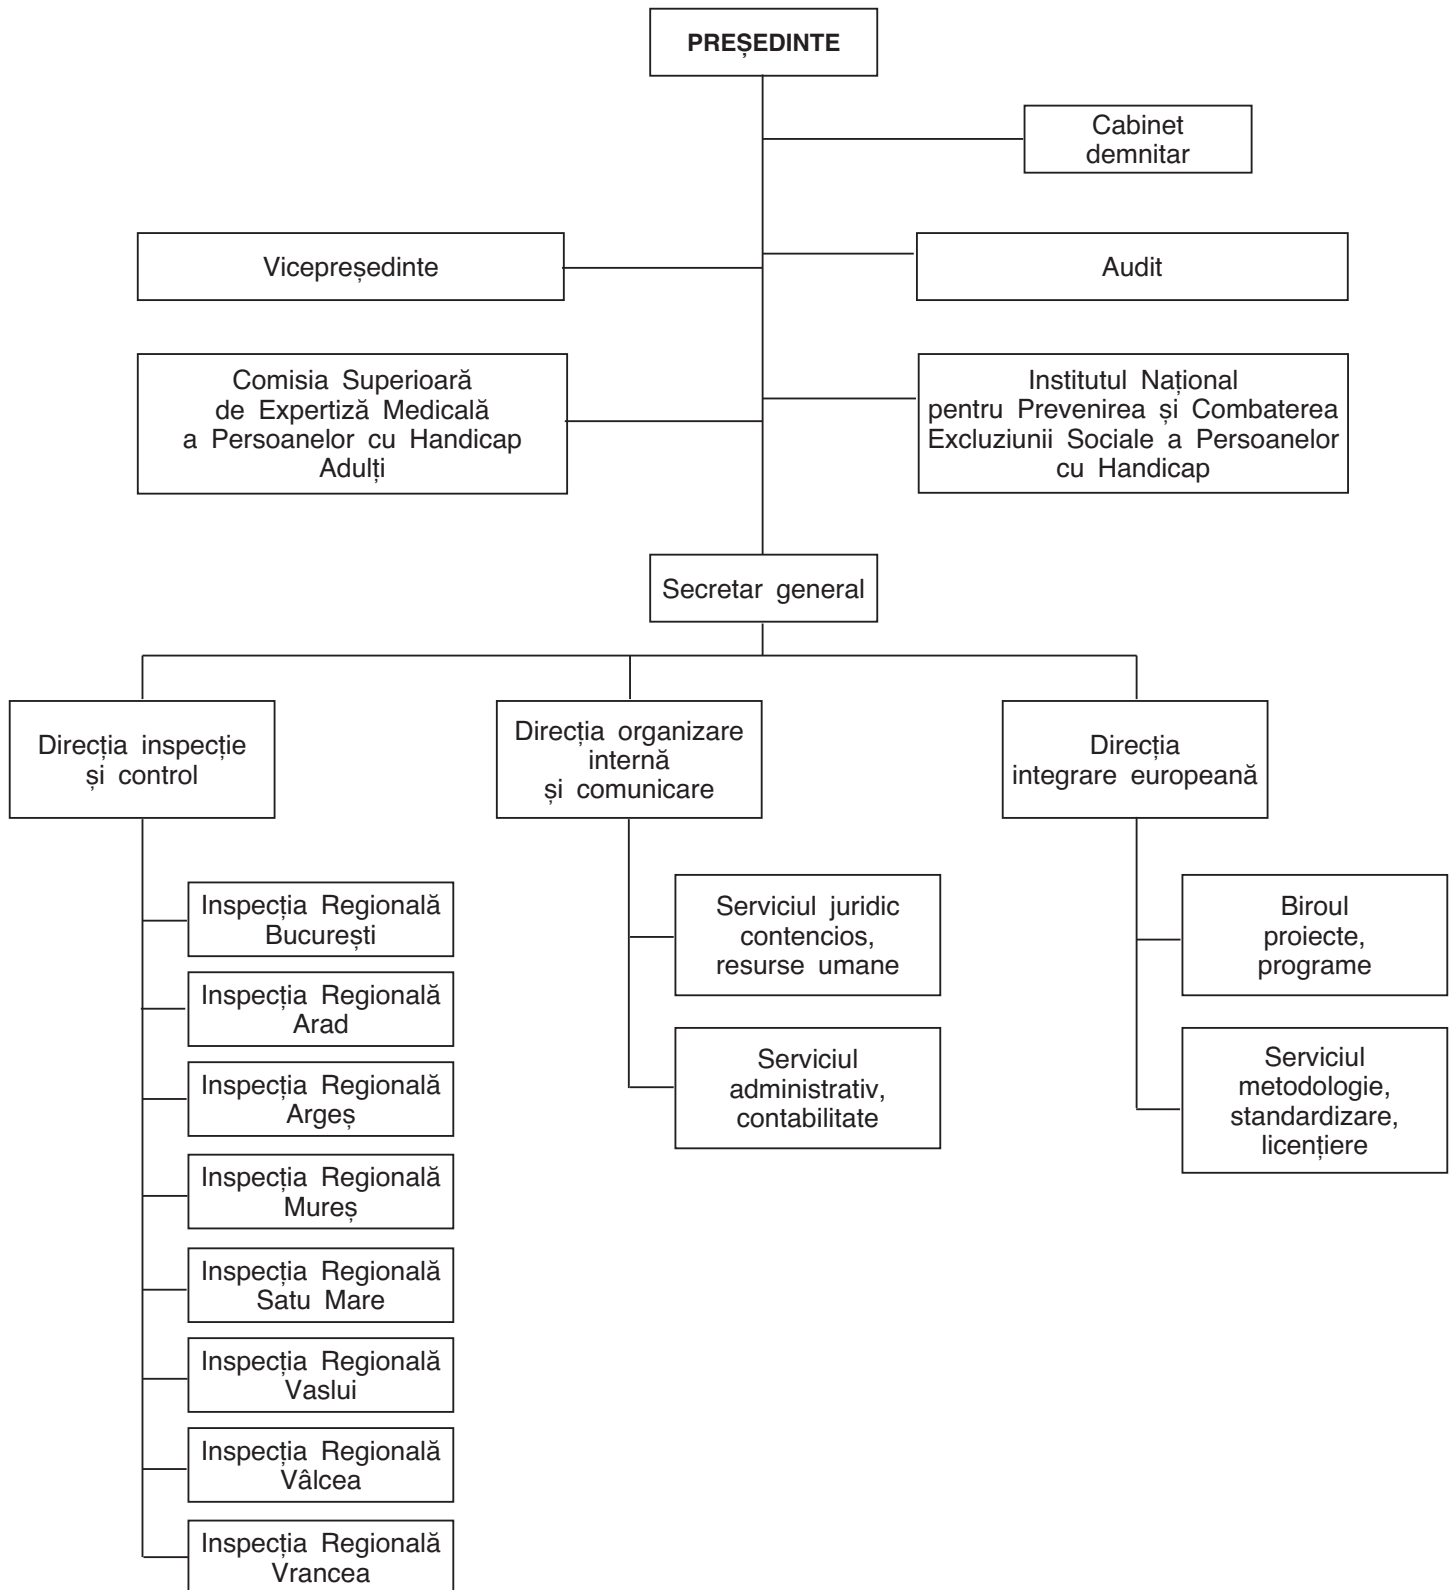 PREȘEDINTE
Cabinet
demnitar
Vicepreședinte
Audit
Comisia Superioară
de Expertiză Medicală
a Persoanelor cu Handicap
Adulți
Institutul Național
pentru Prevenirea și Combaterea
Excluziunii Sociale a Persoanelor
cu Handicap
Secretar general
Direcția inspecție
și control
Direcția organizare
internă
și comunicare
Direcția
integrare europeană
Inspecția Regională
București
Inspecția Regională
Arad
Inspecția Regională
Argeș
Inspecția Regională
Mureș
Inspecția Regională
Satu Mare
Inspecția Regională
Vaslui
Inspecția Regională
Vâlcea
Inspecția Regională
Vrancea
Serviciul juridic
contencios,
resurse umane
Serviciul
administrativ,
contabilitate
Biroul
proiecte,
programe
Serviciul
metodologie,
standardizare,
licențiere